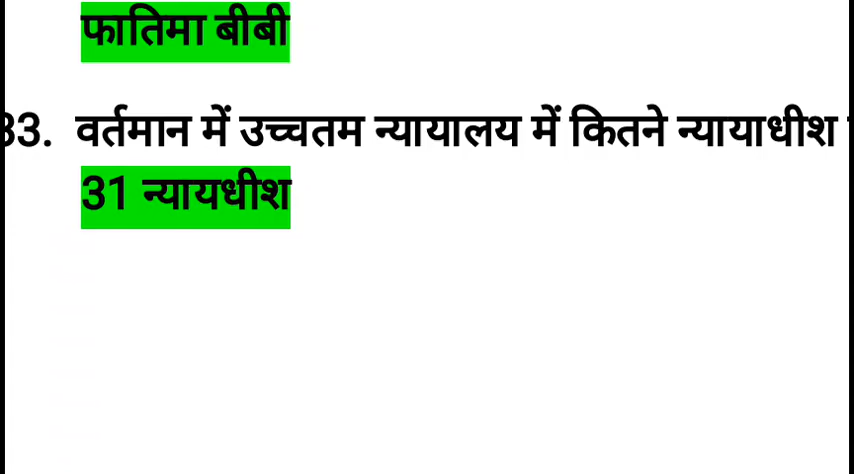 फातिमा बीबी
33. वर्तमान में उच्चतम न्यायालय में कितने न्यायाधीश
31 न्यायधीश